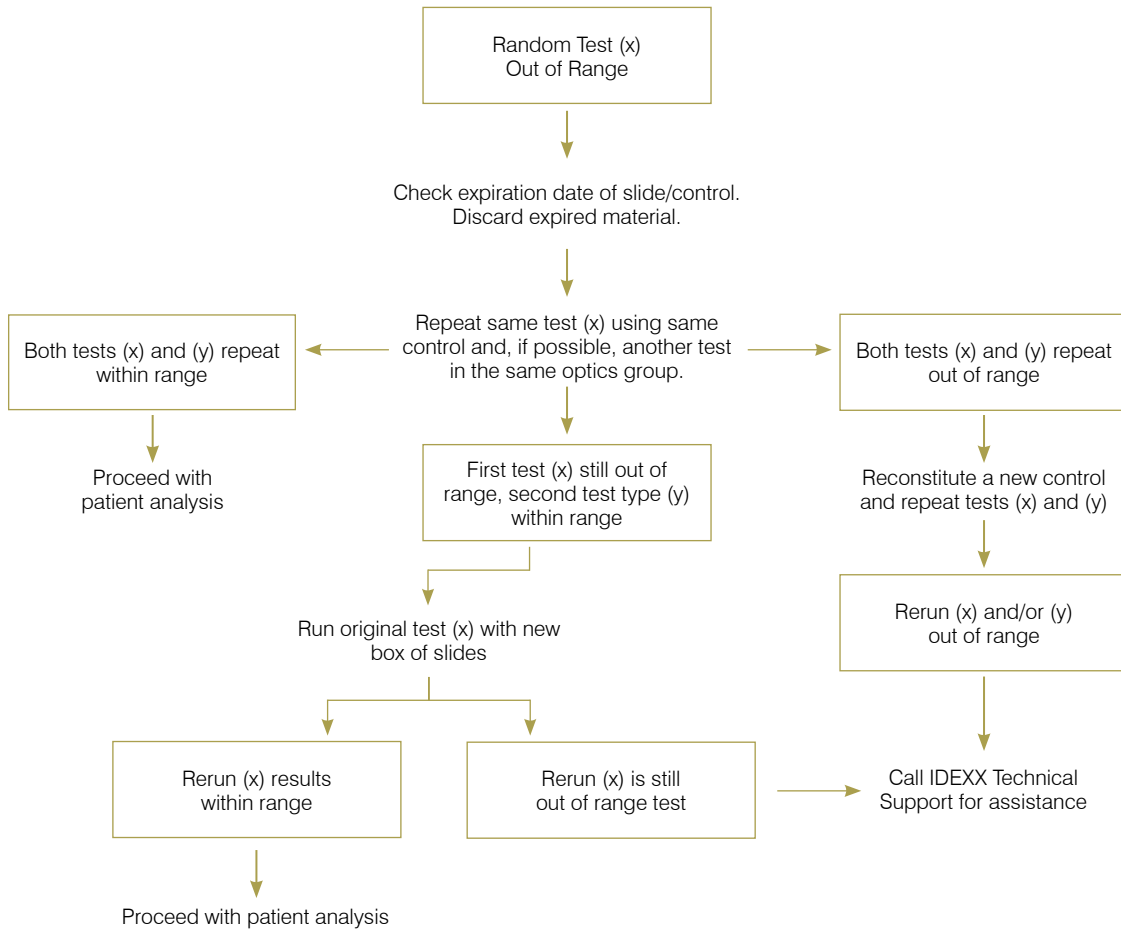 Random Test (x)
Out of Range
Check expiration date of slide/control.
Discard expired material.
Repeat same test (x) using same
control and, if possible, another test
in the same optics group.
Both tests (x) and (y) repeat
within range
Both tests (x) and (y) repeat
out of range
Proceed with
patient analysis
First test (x) still out of
range, second test type (y)
within range
Reconstitute a new control
and repeat tests (x) and (y)
Run original test (x) with new
box of slides
Rerun (x) and/or (y)
out of range
Rerun (x) results
within range
Rerun (x) is still
out of range test
Call IDEXX Technical
Support for assistance
Proceed with patient analysis